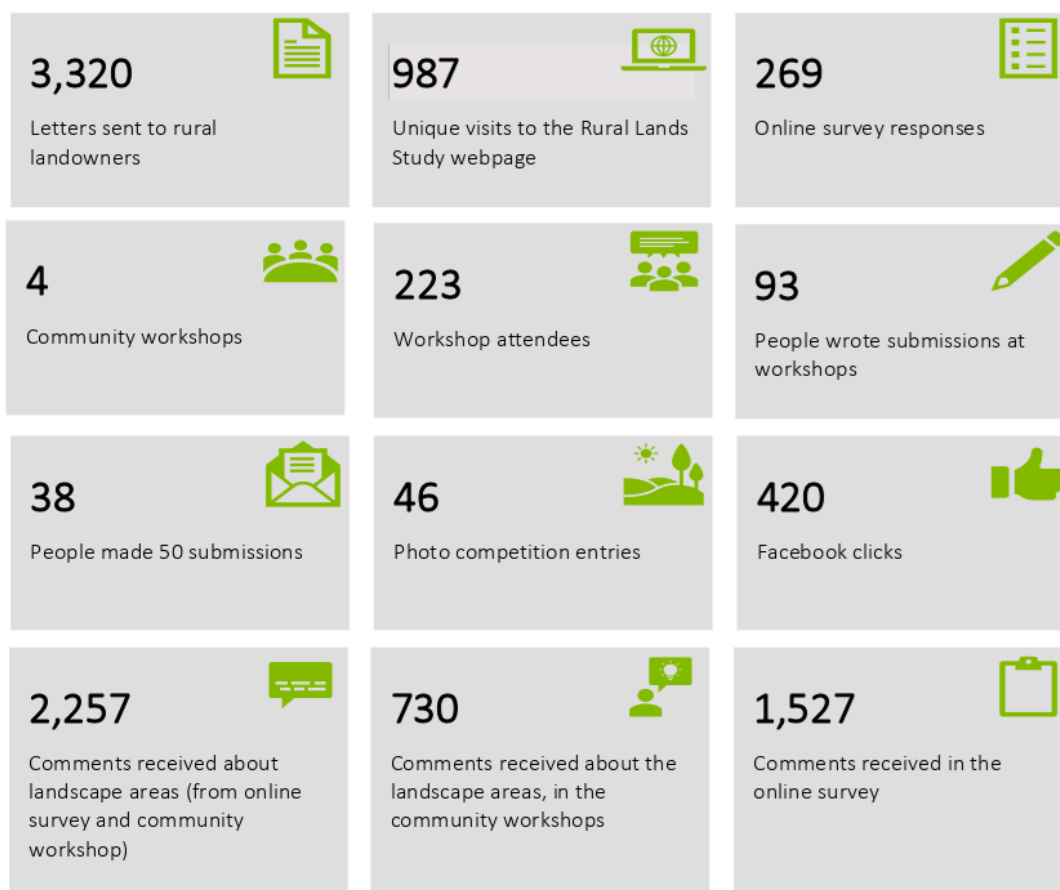 3,320
Letters sent to rural
landowners
987
Unique visits to the Rural Lands
Study webpage
269
Online survey responses
4
Community workshops
223
Workshop attendees
93
People wrote submissions at
workshops
38
People made 50 submissions
46
Photo competition entries
420
Facebook clicks
2,257
Comments received about
landscape areas (from online
survey and community
workshop)
730
Comments received about the
landscape areas, in the
community workshops
1,527
Comments received in the
online survey